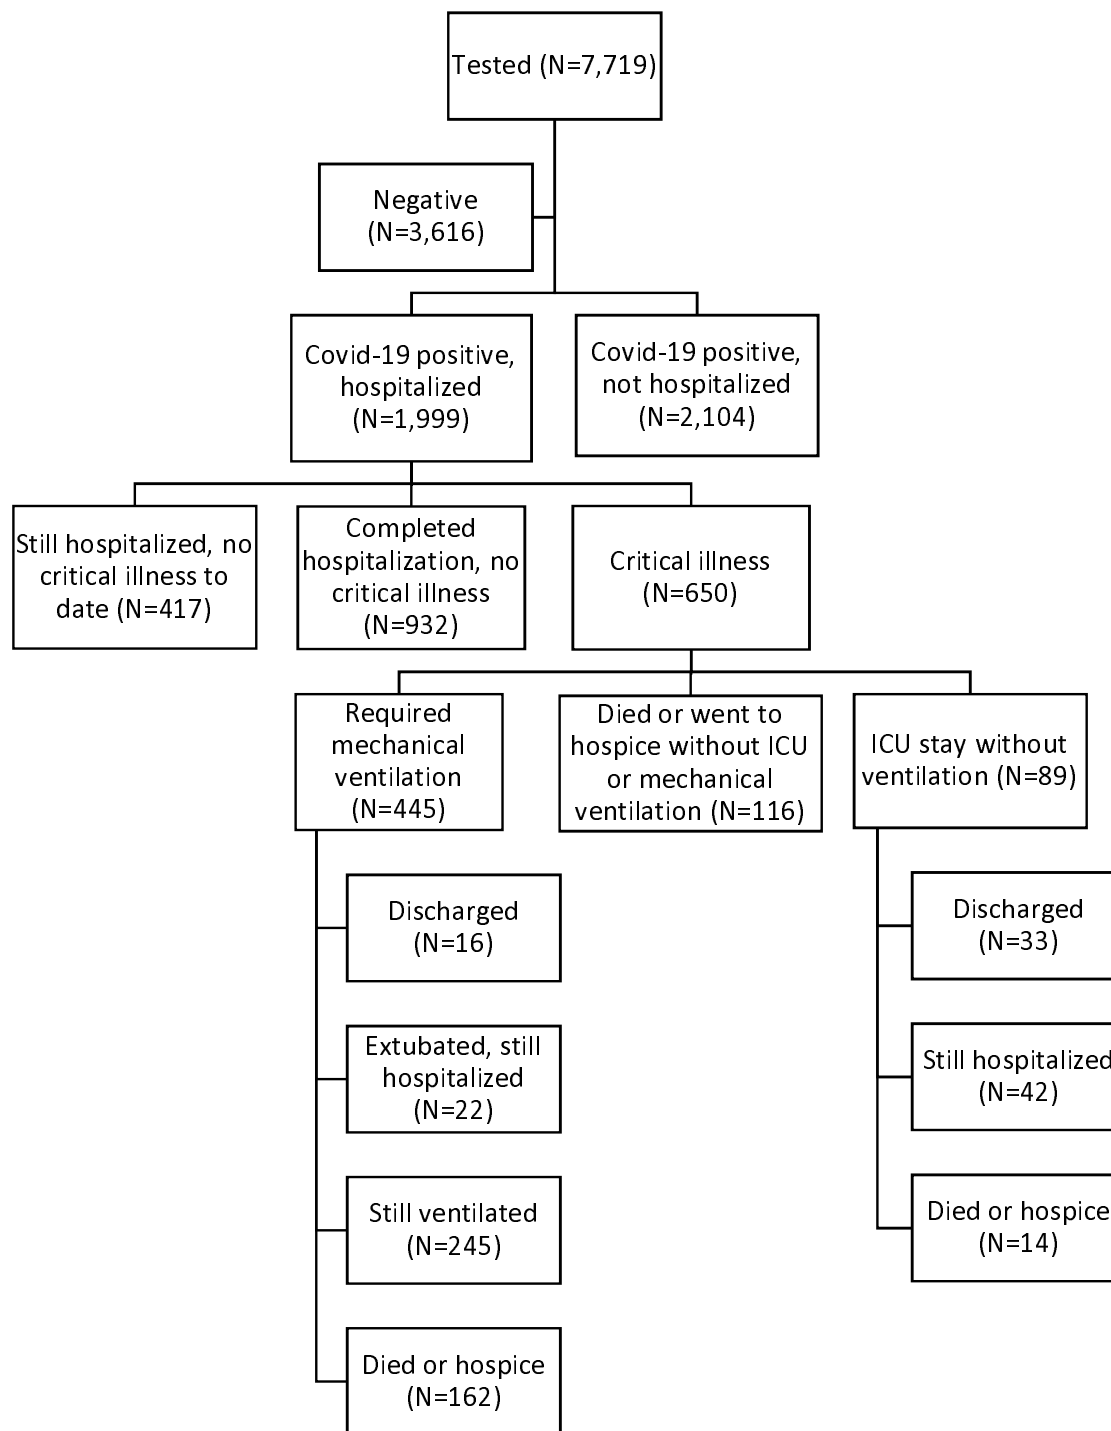 Tested (N=7,719)
Negative
(N=3,616)
Covid-19 positive,
hospitalized
(N=1,999)
Covid-19 positive,
not hospitalized
(N=2,104)
Still hospitalized, no
critical illness to
date (N=417)
Completed
hospitalization, no
critical illness
(N=932)
Critical illness
(N=650)
Required
mechanical
ventilation
(N=445)
Died or went to
hospice without ICU
or mechanical
ventilation (N=116)
ICU stay without
ventilation (N=89)
Discharged
(N=16)
Extubated, still
hospitalized
(N=22)
Still ventilated
(N=245)
Died or hospice
(N=162)
Discharged
(N=33)
Still hospitalized
(N=42)
Died or hospice
(N=14)